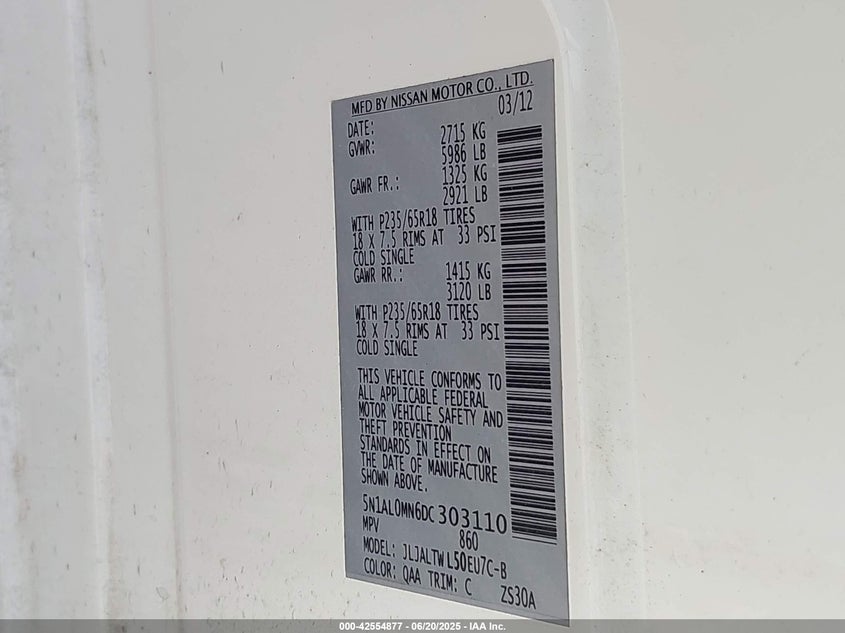 MFD BY NISSAN MOTOR CO., LTD.
DATE: 03/12
GVWR: 2715 KG
5986 LB
GAWR FR.: 1325 KG
2921 LB
WITH P235/65R18 TIRES
18 X 7.5 RIMS AT 33 PSI
COLD SINGLE
GAWR RR.: 1415 KG
3120 LB
WITH P235/65R18 TIRES
18 X 7.5 RIMS AT 33 PSI
COLD SINGLE
THIS VEHICLE CONFORMS TO
ALL APPLICABLE FEDERAL
MOTOR VEHICLE SAFETY AND
THEFT PREVENTION
STANDARDS IN EFFECT ON
THE DATE OF MANUFACTURE
SHOWN ABOVE.
5N1AL0MN6DC303110
MPV 860
MODEL: JLJALTWL50EU7C-B
COLOR: QAA TRIM: C ZS30A
000-42554877 - 06/20/2025 - IAA Inc.